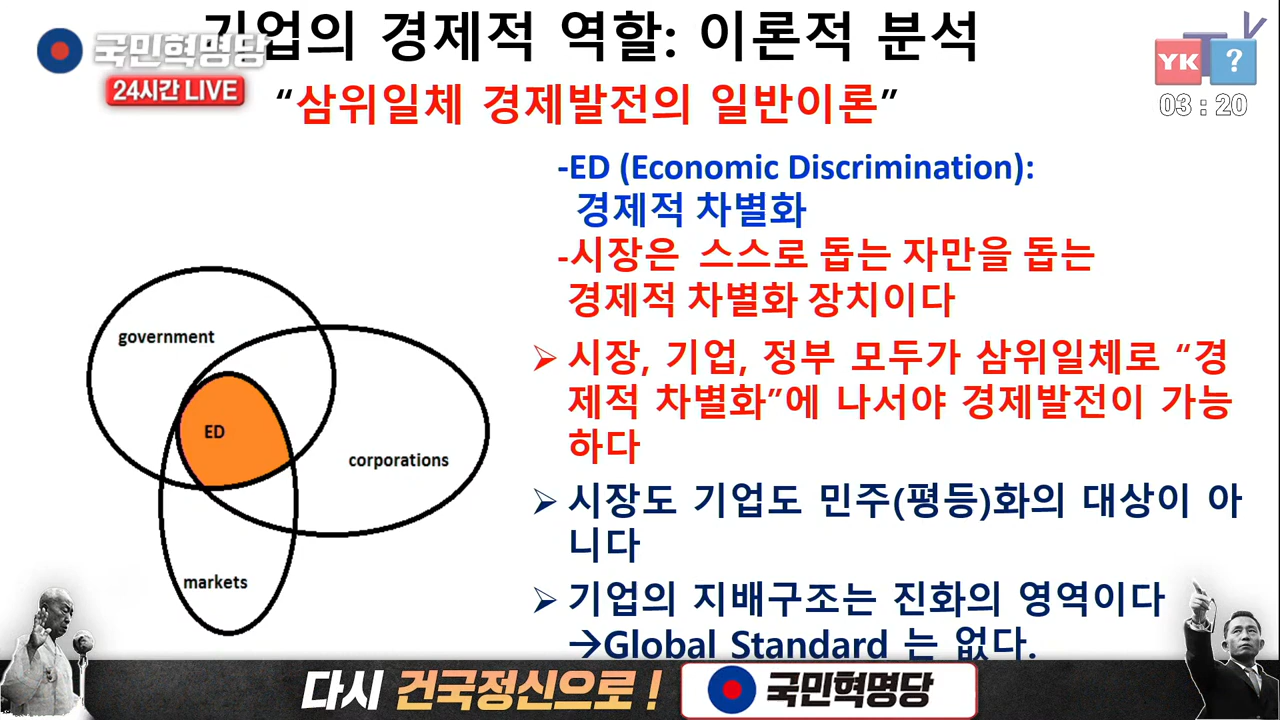 기업의 경제적 역할: 이론적 분석
국민혁명당
24시간 LIVE
TV
YK ?
03 : 20
“삼위일체 경제발전의 일반이론”
-ED (Economic Discrimination):
경제적 차별화
-시장은 스스로 돕는 자만을 돕는
경제적 차별화 장치이다
➢ 시장, 기업, 정부 모두가 삼위일체로 “경
제적 차별화”에 나서야 경제발전이 가능
하다
➢ 시장도 기업도 민주(평등)화의 대상이 아
니다
➢ 기업의 지배구조는 진화의 영역이다
→Global Standard 는 없다.
government
ED
corporations
markets
다시 건국정신으로 !
국민혁명당